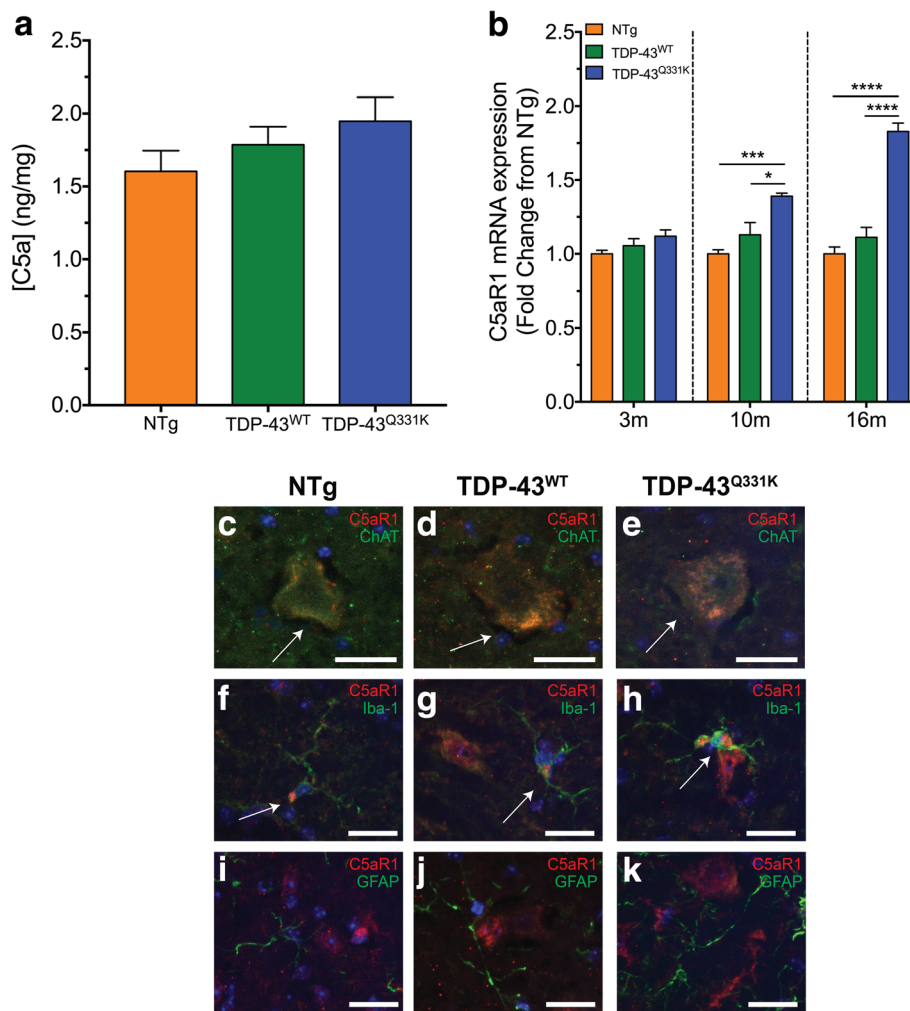 a
[C5a] (ng/mg)
2.5
2.0
1.5
1.0
0.5
0.0
NTg
TDP-43WT
TDP-43Q331K
b
NTg
TDP-43WT
TDP-43Q331K
C5aR1 mRNA expression
(Fold Change from NTg)
2.5
2.0
1.5
1.0
0.5
0.0
***
*
****
****
3m
10m
16m
NTg
TDP-43WT
TDP-43Q331K
c
C5aR1
ChAT
d
C5aR1
ChAT
e
C5aR1
ChAT
f
C5aR1
Iba-1
g
C5aR1
Iba-1
h
C5aR1
Iba-1
i
C5aR1
GFAP
j
C5aR1
GFAP
k
C5aR1
GFAP